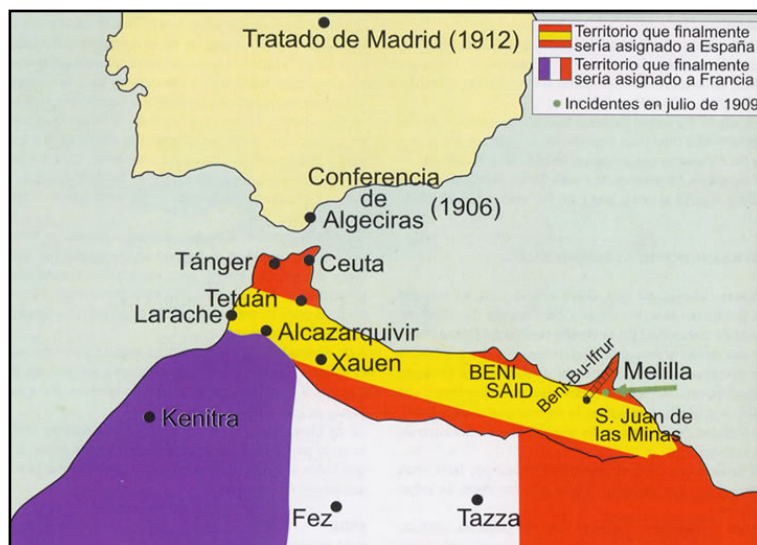 Tratado de Madrid (1912)
Territorio que finalmente
sería asignado a España
Territorio que finalmente
sería asignado a Francia
Incidentes en julio de 1909
Conferencia
de
Algeciras
(1906)
Tánger
Ceuta
Tetuán
Larache
Alcazarquivir
Xauen
BENI
SAID
Beni-Bu-Ifrur
Melilla
S. Juan de
las Minas
Kenitra
Fez
Tazza